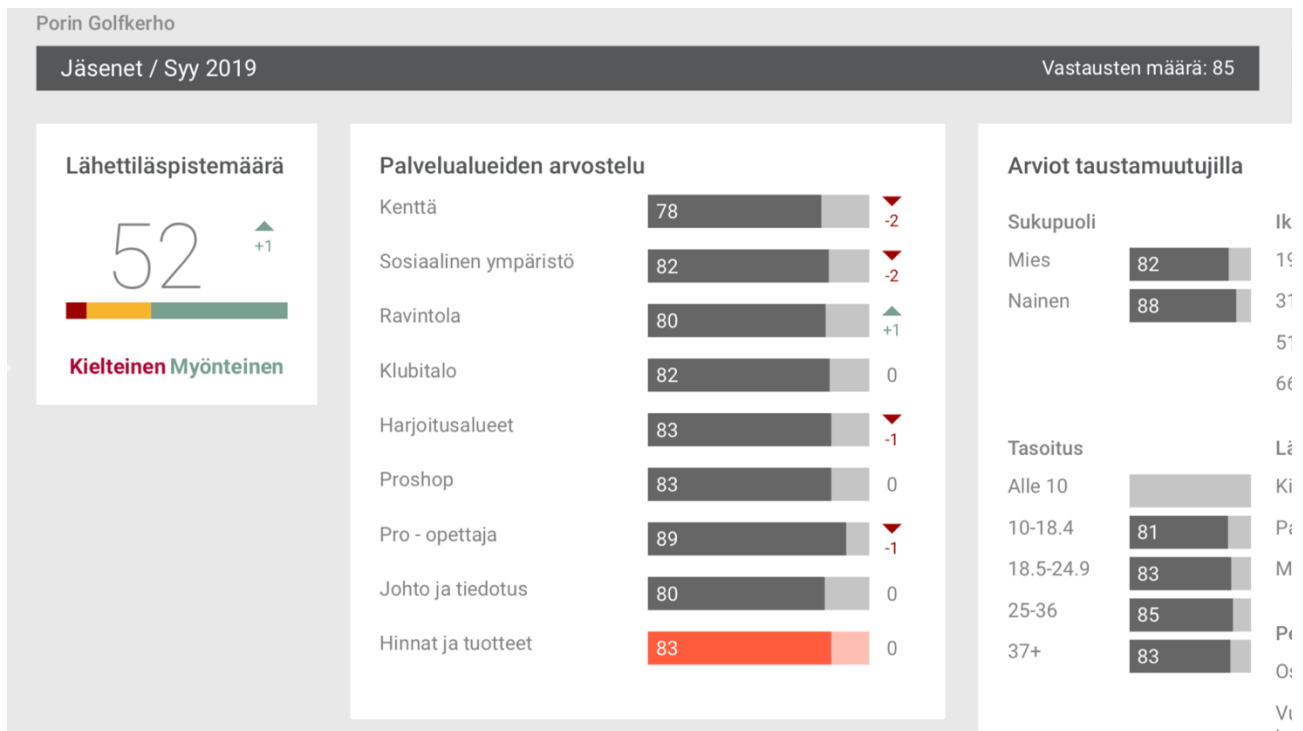 Porin Golfkerho
Jäsenet / Syy 2019 Vastausten määrä: 85
Lähettiläspistemäärä
52
+1
Kielteinen Myönteinen
Palvelualueiden arvostelu
Kenttä 78 -2
Sosiaalinen ympäristö 82 -2
Ravintola 80 +1
Klubitalo 82 0
Harjoitusalueet 83 -1
Proshop 83 0
Pro - opettaja 89 -1
Johto ja tiedotus 80 0
Hinnat ja tuotteet 83 0
Arviot taustamuutujilla
Sukupuoli
Mies 82
Nainen 88
Tasoitus
Alle 10
10-18.4 81
18.5-24.9 83
25-36 85
37+ 83